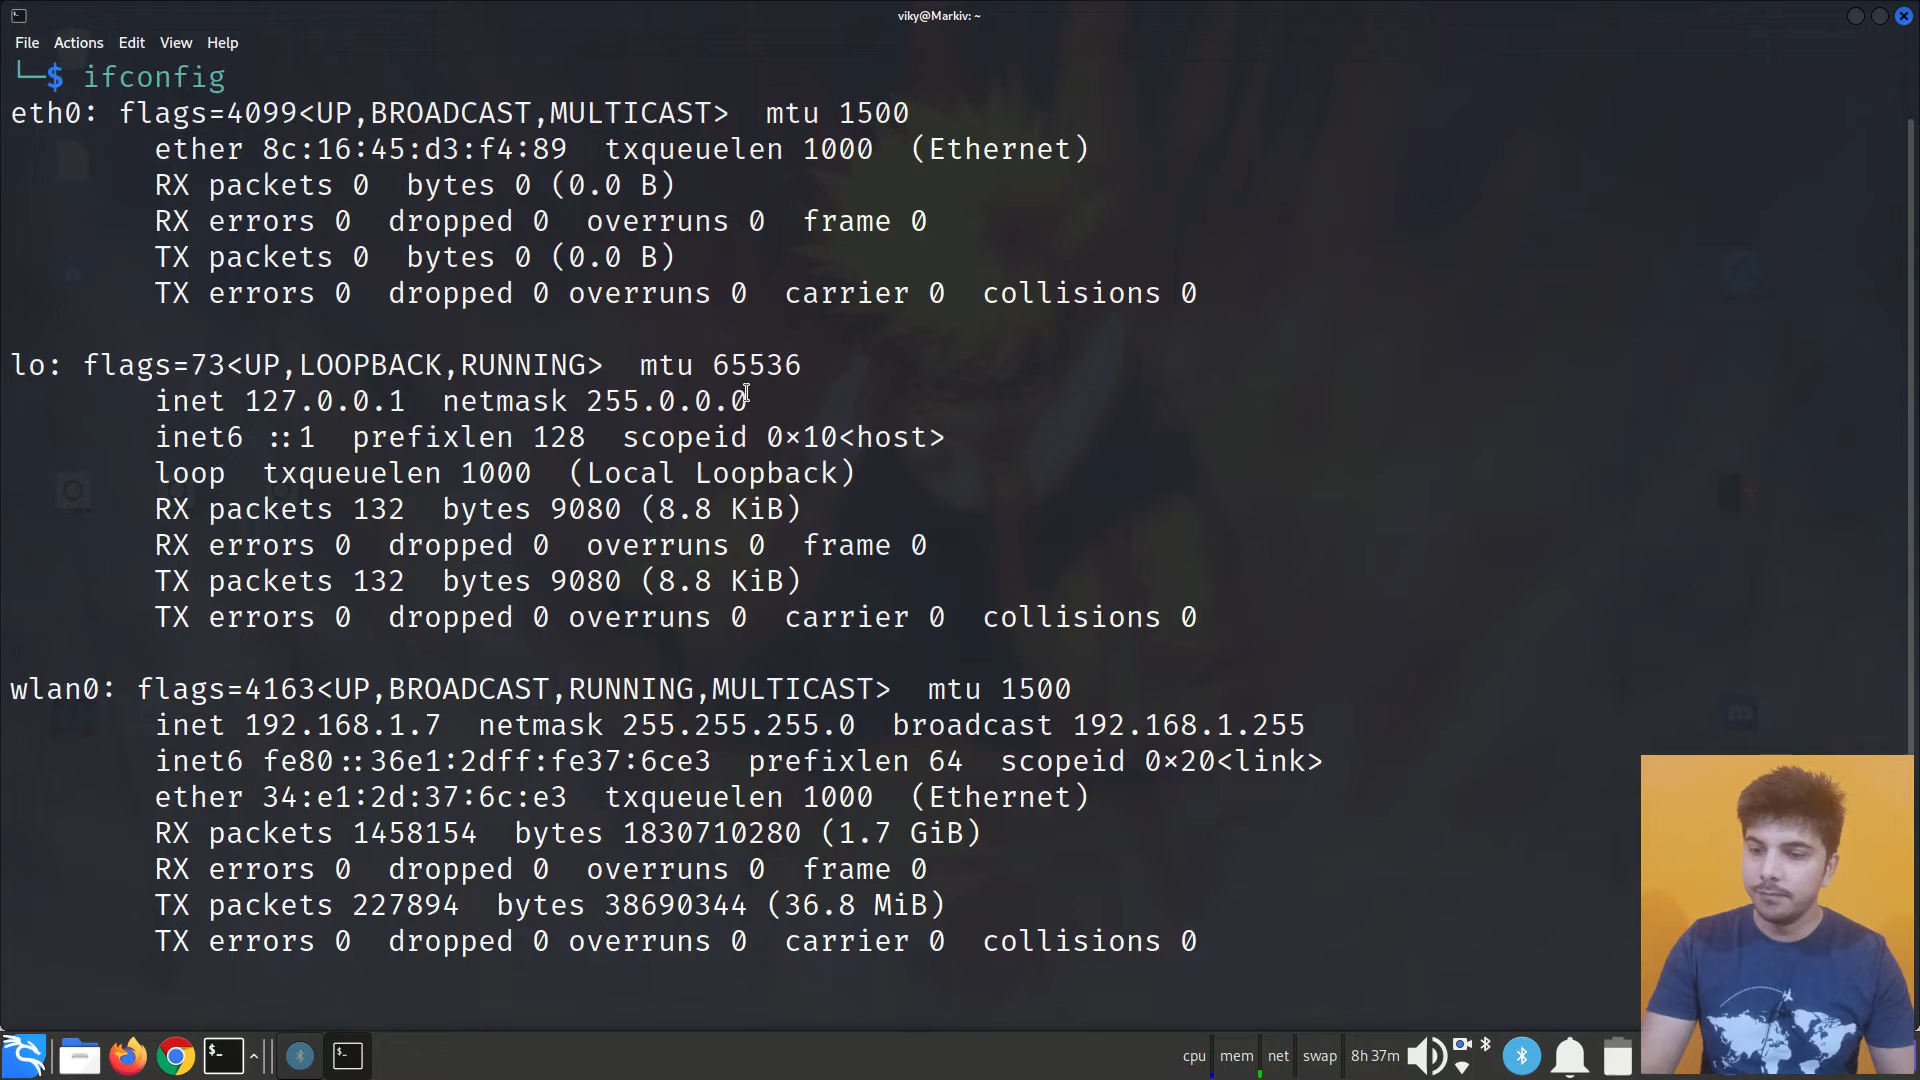 viky@Markiv: ~
File Actions Edit View Help
└─$ ifconfig
eth0: flags=4099<UP,BROADCAST,MULTICAST>  mtu 1500
ether 8c:16:45:d3:f4:89  txqueuelen 1000  (Ethernet)
RX packets 0  bytes 0 (0.0 B)
RX errors 0  dropped 0  overruns 0  frame 0
TX packets 0  bytes 0 (0.0 B)
TX errors 0  dropped 0 overruns 0  carrier 0  collisions 0
lo: flags=73<UP,LOOPBACK,RUNNING>  mtu 65536
inet 127.0.0.1  netmask 255.0.0.0
inet6 ::1  prefixlen 128  scopeid 0x10<host>
loop  txqueuelen 1000  (Local Loopback)
RX packets 132  bytes 9080 (8.8 KiB)
RX errors 0  dropped 0  overruns 0  frame 0
TX packets 132  bytes 9080 (8.8 KiB)
TX errors 0  dropped 0 overruns 0  carrier 0  collisions 0
wlan0: flags=4163<UP,BROADCAST,RUNNING,MULTICAST>  mtu 1500
inet 192.168.1.7  netmask 255.255.255.0  broadcast 192.168.1.255
inet6 fe80::36e1:2dff:fe37:6ce3  prefixlen 64  scopeid 0x20<link>
ether 34:e1:2d:37:6c:e3  txqueuelen 1000  (Ethernet)
RX packets 1458154  bytes 1830710280 (1.7 GiB)
RX errors 0  dropped 0  overruns 0  frame 0
TX packets 227894  bytes 38690344 (36.8 MiB)
TX errors 0  dropped 0 overruns 0  carrier 0  collisions 0
cpu mem net swap 8h 37m